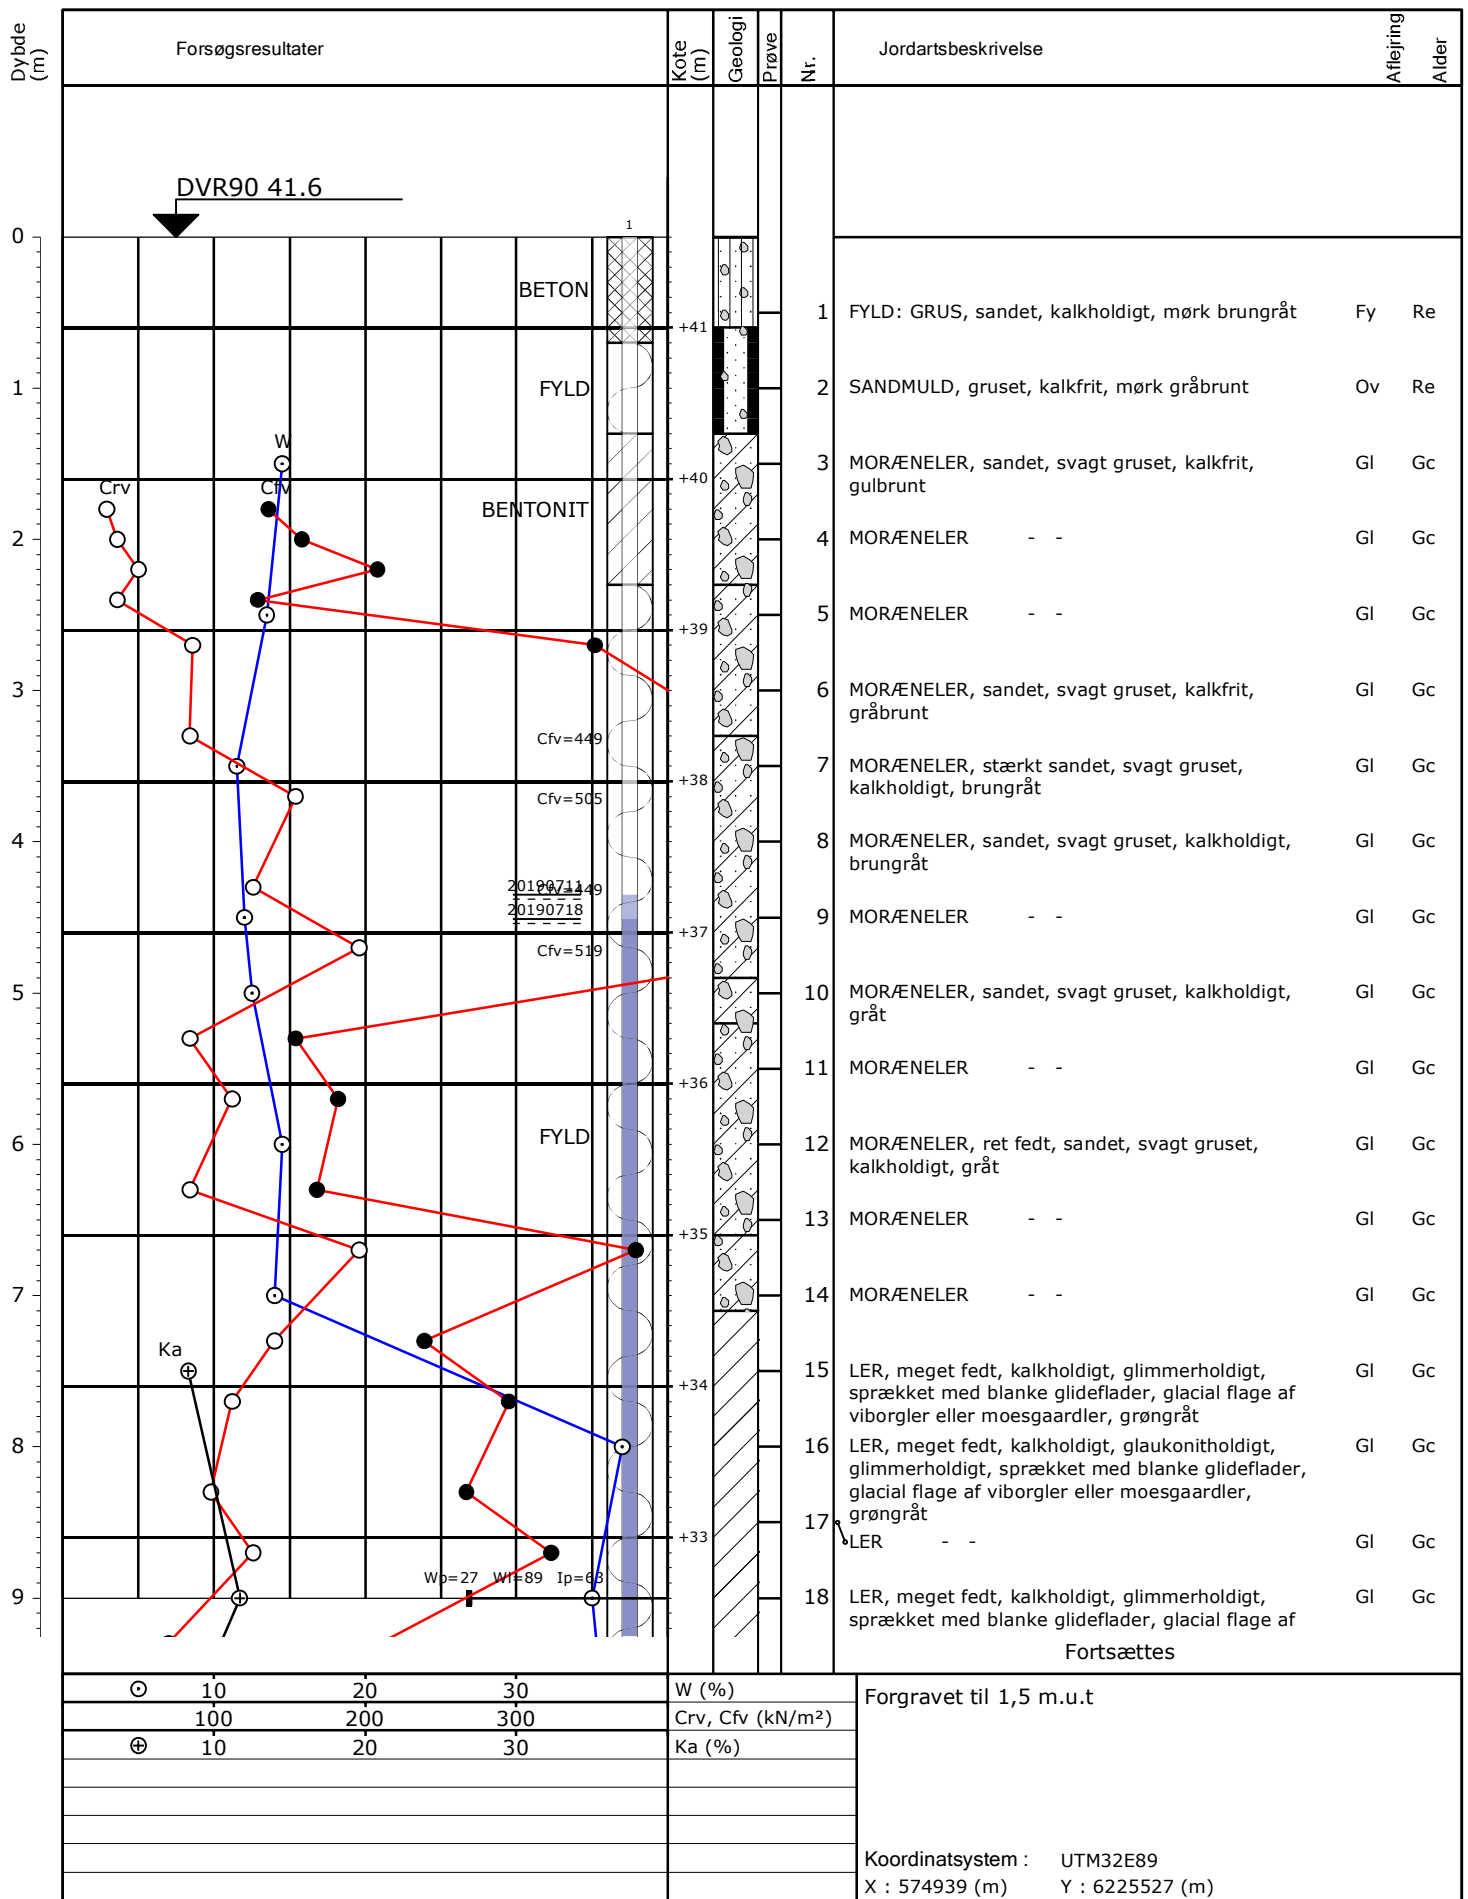 Dybde (m)
Forsøgsresultater
Kote (m)
Geologi
Prøve
Nr.
Jordartsbeskrivelse
Aflejring
Alder
DVR90 41.6
1
0
BETON
1 FYLD: GRUS, sandet, kalkholdigt, mørk brungråt Fy Re
+41
1
FYLD
2 SANDMULD, gruset, kalkfrit, mørk gråbrunt Ov Re
W
3 MORÆNELER, sandet, svagt gruset, kalkfrit, Gl Gc
gulbrunt
+40
Crv
Cfv
BENTONIT
2
4 MORÆNELER - - Gl Gc
5 MORÆNELER - - Gl Gc
+39
3
6 MORÆNELER, sandet, svagt gruset, kalkfrit, Gl Gc
gråbrunt
Cfv=449
7 MORÆNELER, stærkt sandet, svagt gruset, Gl Gc
kalkholdigt, brungråt
+38
Cfv=505
4
8 MORÆNELER, sandet, svagt gruset, kalkholdigt, Gl Gc
brungråt
20190711
Cfv=449
20190718
9 MORÆNELER - - Gl Gc
+37
Cfv=519
5
10 MORÆNELER, sandet, svagt gruset, kalkholdigt, Gl Gc
gråt
11 MORÆNELER - - Gl Gc
+36
FYLD
6
12 MORÆNELER, ret fedt, sandet, svagt gruset, Gl Gc
kalkholdigt, gråt
13 MORÆNELER - - Gl Gc
+35
7
14 MORÆNELER - - Gl Gc
Ka
15 LER, meget fedt, kalkholdigt, glimmerholdigt, Gl Gc
sprækket med blanke glideflader, glacial flage af
viborgler eller moesgaardler, grøngråt
+34
8
16 LER, meget fedt, kalkholdigt, glaukonitholdigt, Gl Gc
glimmerholdigt, sprækket med blanke glideflader,
glacial flage af viborgler eller moesgaardler,
grøngråt
17
LER - - Gl Gc
+33
Wp=27 Wl=89 Ip=63
9
18 LER, meget fedt, kalkholdigt, glimmerholdigt, Gl Gc
sprækket med blanke glideflader, glacial flage af
Fortsættes
10 20 30 W (%)
100 200 300 Crv, Cfv (kN/m²)
10 20 30 Ka (%)
Forgravet til 1,5 m.u.t
Koordinatsystem : UTM32E89
X : 574939 (m) Y : 6225527 (m)